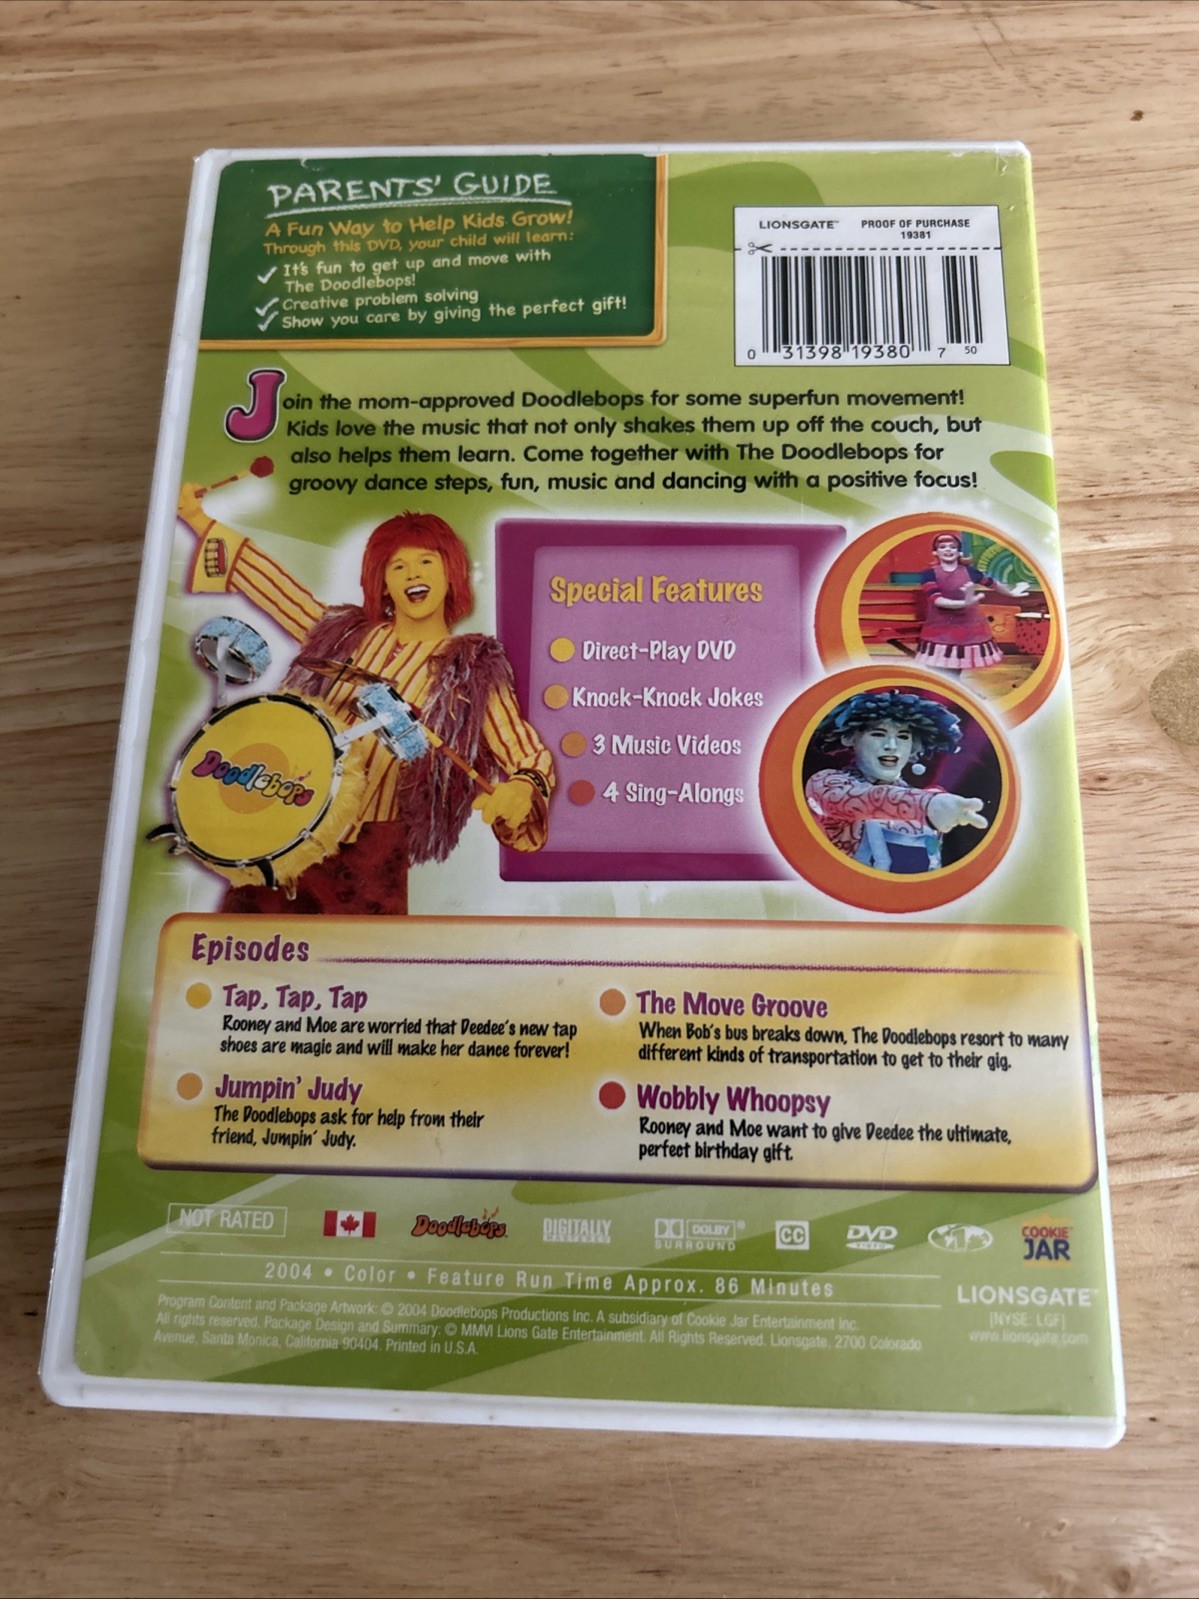 PARENTS' GUIDE
A Fun Way to Help Kids Grow!
Through this DVD, your child will learn:
It's fun to get up and move with
The Doodlebops!
Creative problem solving
Show you care by giving the perfect gift!
LIONSGATE™ PROOF OF PURCHASE
19381
0 31398 19380 7 50
Join the mom-approved Doodlebops for some superfun movement!
Kids love the music that not only shakes them up off the couch, but
also helps them learn. Come together with The Doodlebops for
groovy dance steps, fun, music and dancing with a positive focus!
Doodlebops
Special Features
Direct-Play DVD
Knock-Knock Jokes
3 Music Videos
4 Sing-Alongs
Episodes
Tap, Tap, Tap
Rooney and Moe are worried that Deedee's new tap
shoes are magic and will make her dance forever!
Jumpin' Judy
The Doodlebops ask for help from their
friend, Jumpin' Judy.
The Move Groove
When Bob's bus breaks down, The Doodlebops resort to many
different kinds of transportation to get to their gig.
Wobbly Whoopsy
Rooney and Moe want to give Deedee the ultimate,
perfect birthday gift.
NOT RATED
Doodlebops
DIGITALLY
MASTERED
DOLBY®
SURROUND
CC
DVD
VIDEO
1
COOKIE
JAR
2004 • Color • Feature Run Time Approx. 86 Minutes
Program Content and Package Artwork: © 2004 Doodlebops Productions Inc. A subsidiary of Cookie Jar Entertainment Inc.
All rights reserved. Package Design and Summary: © MMVI Lions Gate Entertainment. All Rights Reserved. Lionsgate, 2700 Colorado
Avenue, Santa Monica, California 90404. Printed in U.S.A.
LIONSGATE™
[NYSE: LGF]
www.lionsgate.com